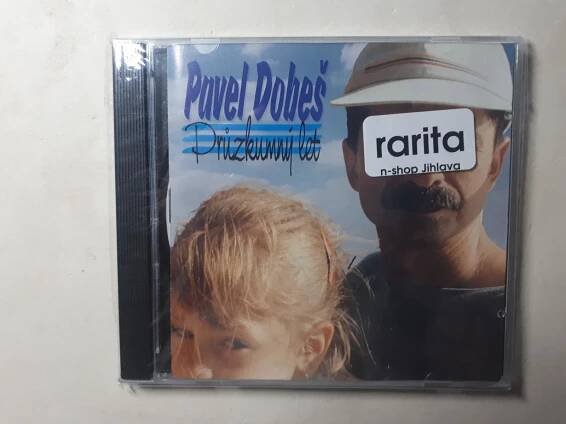 Pavel Dobeš
Průzkumný let
rarita
n-shop Jihlava